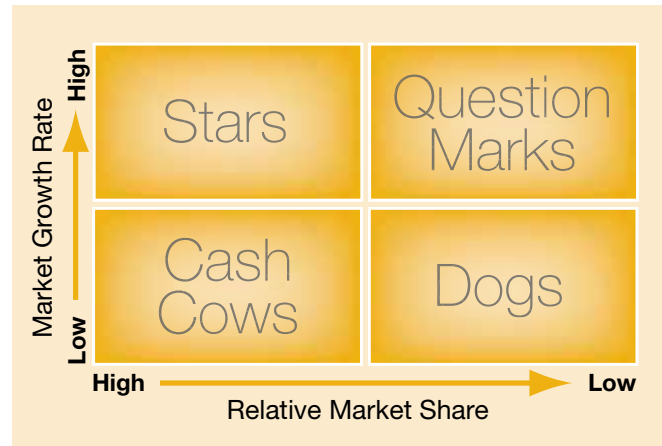 Market Growth Rate
High
Low
Stars
Question
Marks
Cash
Cows
Dogs
High
Low
Relative Market Share